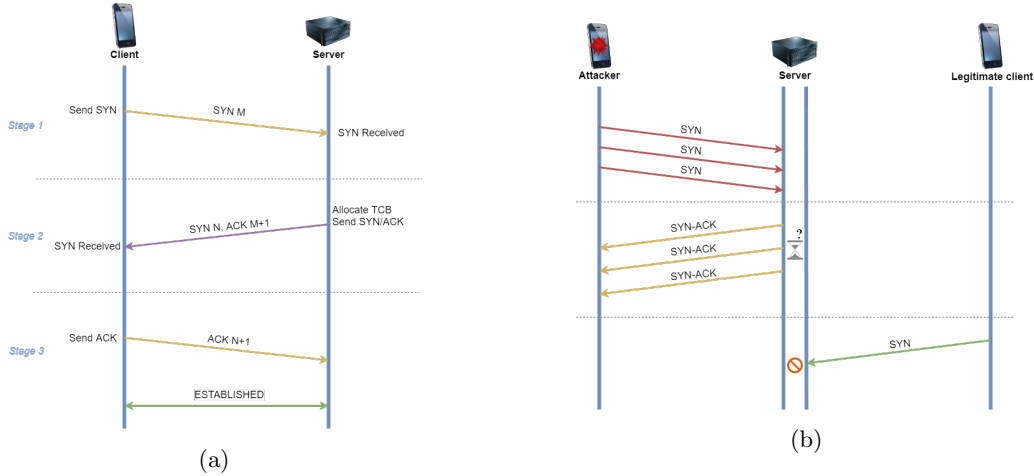 Client
Server
Stage 1
Send SYN
SYN M
SYN Received
Stage 2
Allocate TCB
Send SYN/ACK
SYN N, ACK M+1
SYN Received
Stage 3
Send ACK
ACK N+1
ESTABLISHED
(a)
Attacker
Server
Legitimate client
SYN
SYN
SYN
SYN-ACK
?
SYN-ACK
SYN-ACK
SYN
(b)